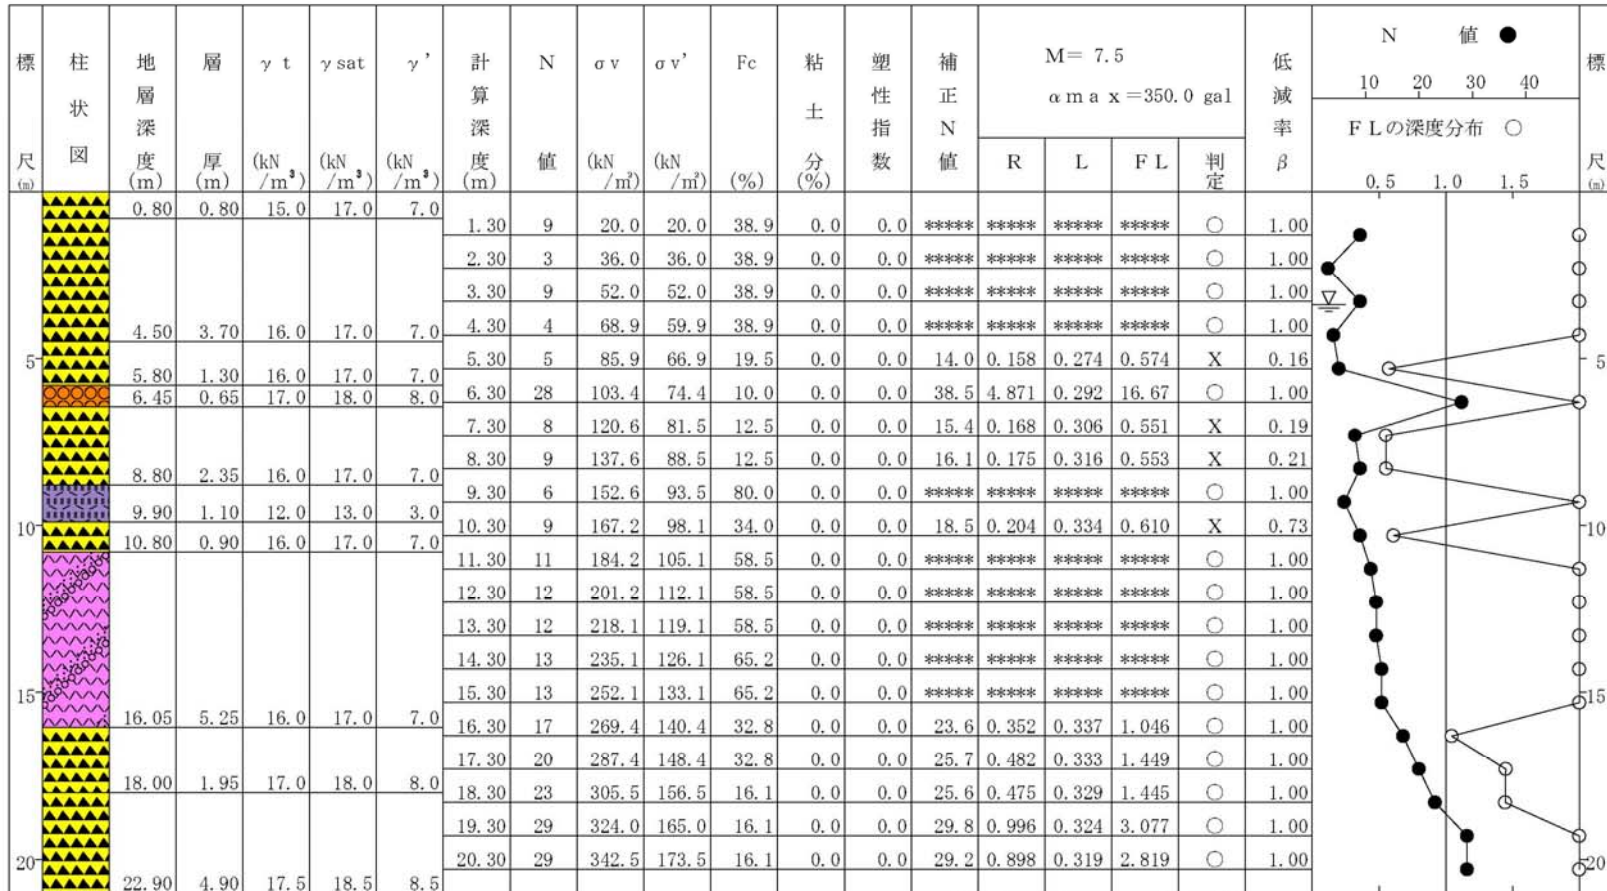 標尺(m) 柱状図 地層深度(m) 層厚(m) γt(kN/m³) γsat(kN/m³) γ'(kN/m³) 計算深度(m) N値 σv(kN/㎡) σv'(kN/㎡) Fc(%) 粘土分(%) 塑性指数 補正N値 M= 7.5 αmax=350.0 gal R L FL 判定 低減率β N値 ● 標尺(m)
10 20 30 40
FLの深度分布 ○
0.5 1.0 1.5
0.80 0.80 15.0 17.0 7.0
1.30 9 20.0 20.0 38.9 0.0 0.0 ***** ***** ***** ***** ○ 1.00
2.30 3 36.0 36.0 38.9 0.0 0.0 ***** ***** ***** ***** ○ 1.00
3.30 9 52.0 52.0 38.9 0.0 0.0 ***** ***** ***** ***** ○ 1.00
4.30 4 68.9 59.9 38.9 0.0 0.0 ***** ***** ***** ***** ○ 1.00
4.50 3.70 16.0 17.0 7.0
5 5.30 5 85.9 66.9 19.5 0.0 0.0 14.0 0.158 0.274 0.574 X 0.16 5
5.80 1.30 16.0 17.0 7.0
6.45 0.65 17.0 18.0 8.0
6.30 28 103.4 74.4 10.0 0.0 0.0 38.5 4.871 0.292 16.67 ○ 1.00
7.30 8 120.6 81.5 12.5 0.0 0.0 15.4 0.168 0.306 0.551 X 0.19
8.30 9 137.6 88.5 12.5 0.0 0.0 16.1 0.175 0.316 0.553 X 0.21
8.80 2.35 16.0 17.0 7.0
9.30 6 152.6 93.5 80.0 0.0 0.0 ***** ***** ***** ***** ○ 1.00
9.90 1.10 12.0 13.0 3.0
10 10.30 9 167.2 98.1 34.0 0.0 0.0 18.5 0.204 0.334 0.610 X 0.73 10
10.80 0.90 16.0 17.0 7.0
11.30 11 184.2 105.1 58.5 0.0 0.0 ***** ***** ***** ***** ○ 1.00
12.30 12 201.2 112.1 58.5 0.0 0.0 ***** ***** ***** ***** ○ 1.00
13.30 12 218.1 119.1 58.5 0.0 0.0 ***** ***** ***** ***** ○ 1.00
14.30 13 235.1 126.1 65.2 0.0 0.0 ***** ***** ***** ***** ○ 1.00
15 15.30 13 252.1 133.1 65.2 0.0 0.0 ***** ***** ***** ***** ○ 1.00 15
16.05 5.25 16.0 17.0 7.0
16.30 17 269.4 140.4 32.8 0.0 0.0 23.6 0.352 0.337 1.046 ○ 1.00
17.30 20 287.4 148.4 32.8 0.0 0.0 25.7 0.482 0.333 1.449 ○ 1.00
18.00 1.95 17.0 18.0 8.0
18.30 23 305.5 156.5 16.1 0.0 0.0 25.6 0.475 0.329 1.445 ○ 1.00
19.30 29 324.0 165.0 16.1 0.0 0.0 29.8 0.996 0.324 3.077 ○ 1.00
20 20.30 29 342.5 173.5 16.1 0.0 0.0 29.2 0.898 0.319 2.819 ○ 1.00 20
22.90 4.90 17.5 18.5 8.5